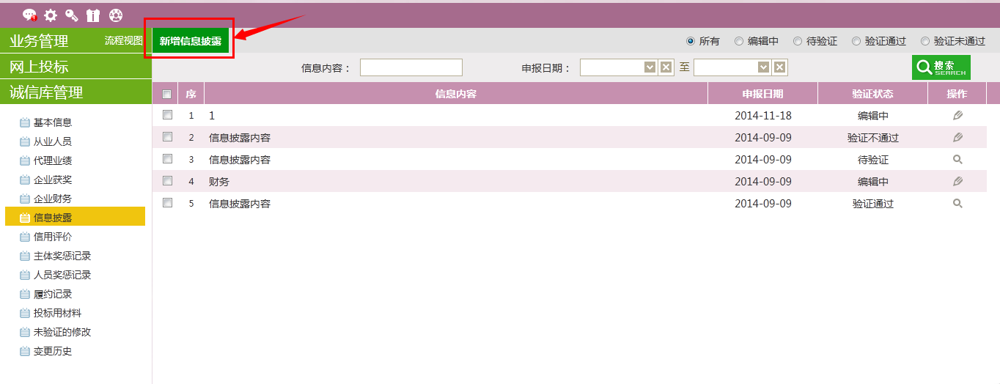 业务管理 流程视图
网上投标
诚信库管理
基本信息
从业人员
代理业绩
企业获奖
企业财务
信息披露
信用评价
主体奖惩记录
人员奖惩记录
履约记录
投标用材料
未验证的修改
变更历史
新增信息披露 所有 编辑中 待验证 验证通过 验证未通过
信息内容： 申报日期： 至 搜索
SEARCH
序 信息内容 申报日期 验证状态 操作
1 1 2014-11-18 编辑中
2 信息披露内容 2014-09-09 验证不通过
3 信息披露内容 2014-09-09 待验证
4 财务 2014-09-09 编辑中
5 信息披露内容 2014-09-09 验证通过